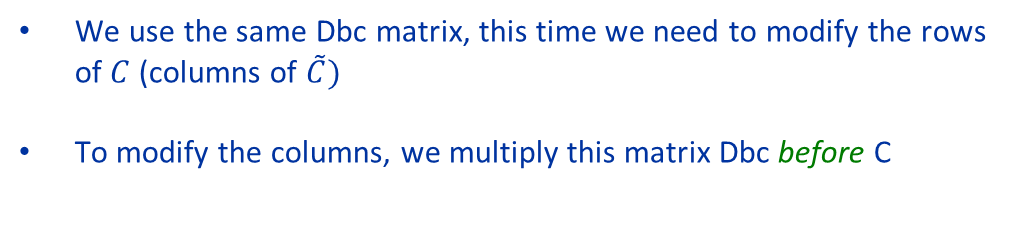 • We use the same Dbc matrix, this time we need to modify the rows
of C (columns of C̃)
• To modify the columns, we multiply this matrix Dbc before C